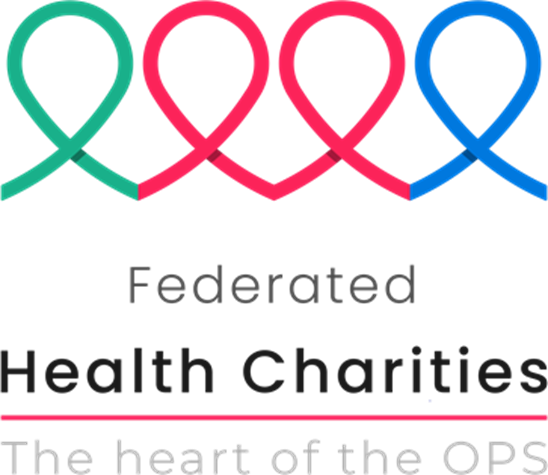 Federated
Health Charities
The heart of the OPS